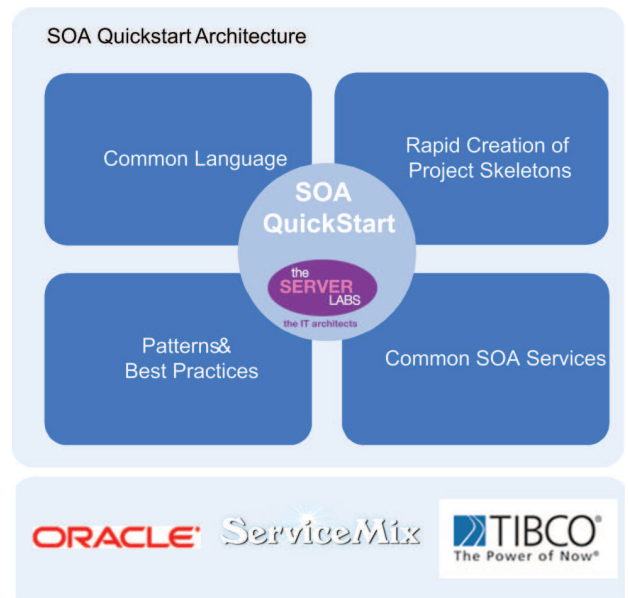 SOA Quickstart Architecture
Common Language
Rapid Creation of
Project Skeletons
SOA
QuickStart
the
SERVER
LABS
the IT architects
Patterns&
Best Practices
Common SOA Services
ORACLE®
ServiceMix
TIBCO®
The Power of Now®